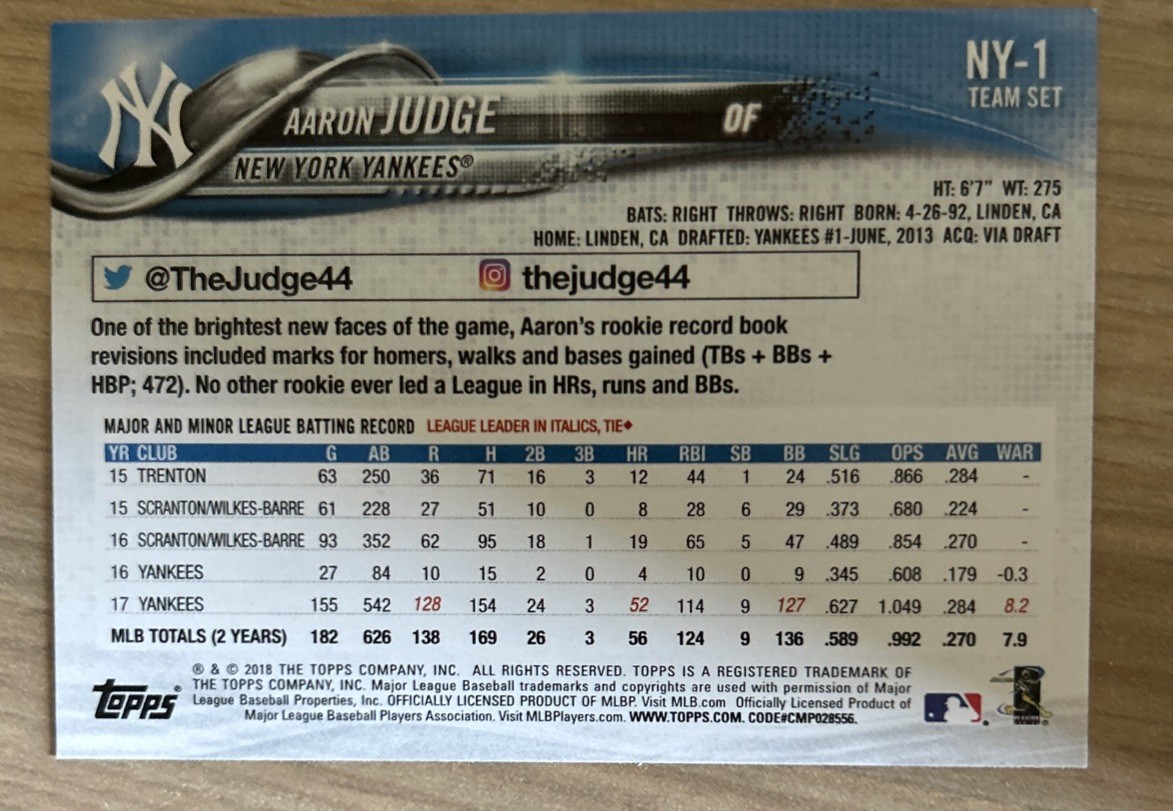 NY
NY-1
TEAM SET
AARON JUDGE OF
NEW YORK YANKEES®
HT: 6'7" WT: 275
BATS: RIGHT THROWS: RIGHT BORN: 4-26-92, LINDEN, CA
HOME: LINDEN, CA DRAFTED: YANKEES #1-JUNE, 2013 ACQ: VIA DRAFT
@TheJudge44 thejudge44
One of the brightest new faces of the game, Aaron's rookie record book
revisions included marks for homers, walks and bases gained (TBs + BBs +
HBP; 472). No other rookie ever led a League in HRs, runs and BBs.
MAJOR AND MINOR LEAGUE BATTING RECORD LEAGUE LEADER IN ITALICS, TIE◆
YR CLUB G AB R H 2B 3B HR RBI SB BB SLG OPS AVG WAR
15 TRENTON 63 250 36 71 16 3 12 44 1 24 .516 .866 .284 -
15 SCRANTON/WILKES-BARRE 61 228 27 51 10 0 8 28 6 29 .373 .680 .224 -
16 SCRANTON/WILKES-BARRE 93 352 62 95 18 1 19 65 5 47 .489 .854 .270 -
16 YANKEES 27 84 10 15 2 0 4 10 0 9 .345 .608 .179 -0.3
17 YANKEES 155 542 128 154 24 3 52 114 9 127 .627 1.049 .284 8.2
MLB TOTALS (2 YEARS) 182 626 138 169 26 3 56 124 9 136 .589 .992 .270 7.9
® & © 2018 THE TOPPS COMPANY, INC. ALL RIGHTS RESERVED. TOPPS IS A REGISTERED TRADEMARK OF
THE TOPPS COMPANY, INC. Major League Baseball trademarks and copyrights are used with permission of Major
League Baseball Properties, Inc. OFFICIALLY LICENSED PRODUCT OF MLBP. Visit MLB.com Officially Licensed Product of
Major League Baseball Players Association. Visit MLBPlayers.com. WWW.TOPPS.COM. CODE#CMP028556.
topps®